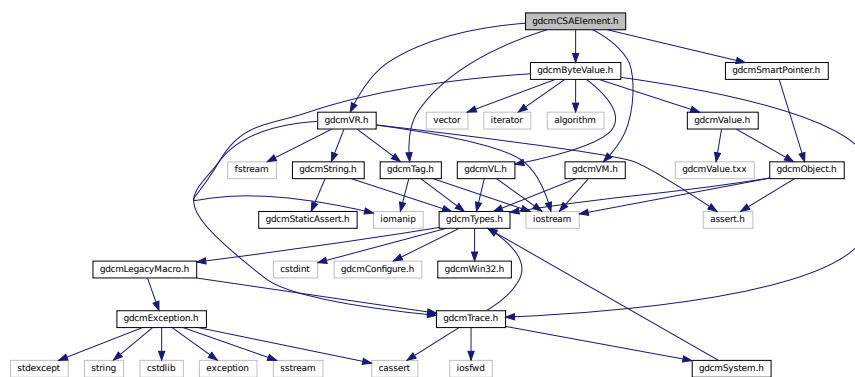 gdcmCSAElement.h
gdcmByteValue.h
gdcmSmartPointer.h
gdcmVR.h
vector
iterator
algorithm
gdcmValue.h
fstream
gdcmString.h
gdcmTag.h
gdcmVL.h
gdcmVM.h
gdcmValue.txx
gdcmObject.h
gdcmStaticAssert.h
iomanip
gdcmTypes.h
iostream
assert.h
gdcmLegacyMacro.h
cstdint
gdcmConfigure.h
gdcmWin32.h
gdcmException.h
gdcmTrace.h
stdexcept
string
cstdlib
exception
sstream
cassert
iosfwd
gdcmSystem.h